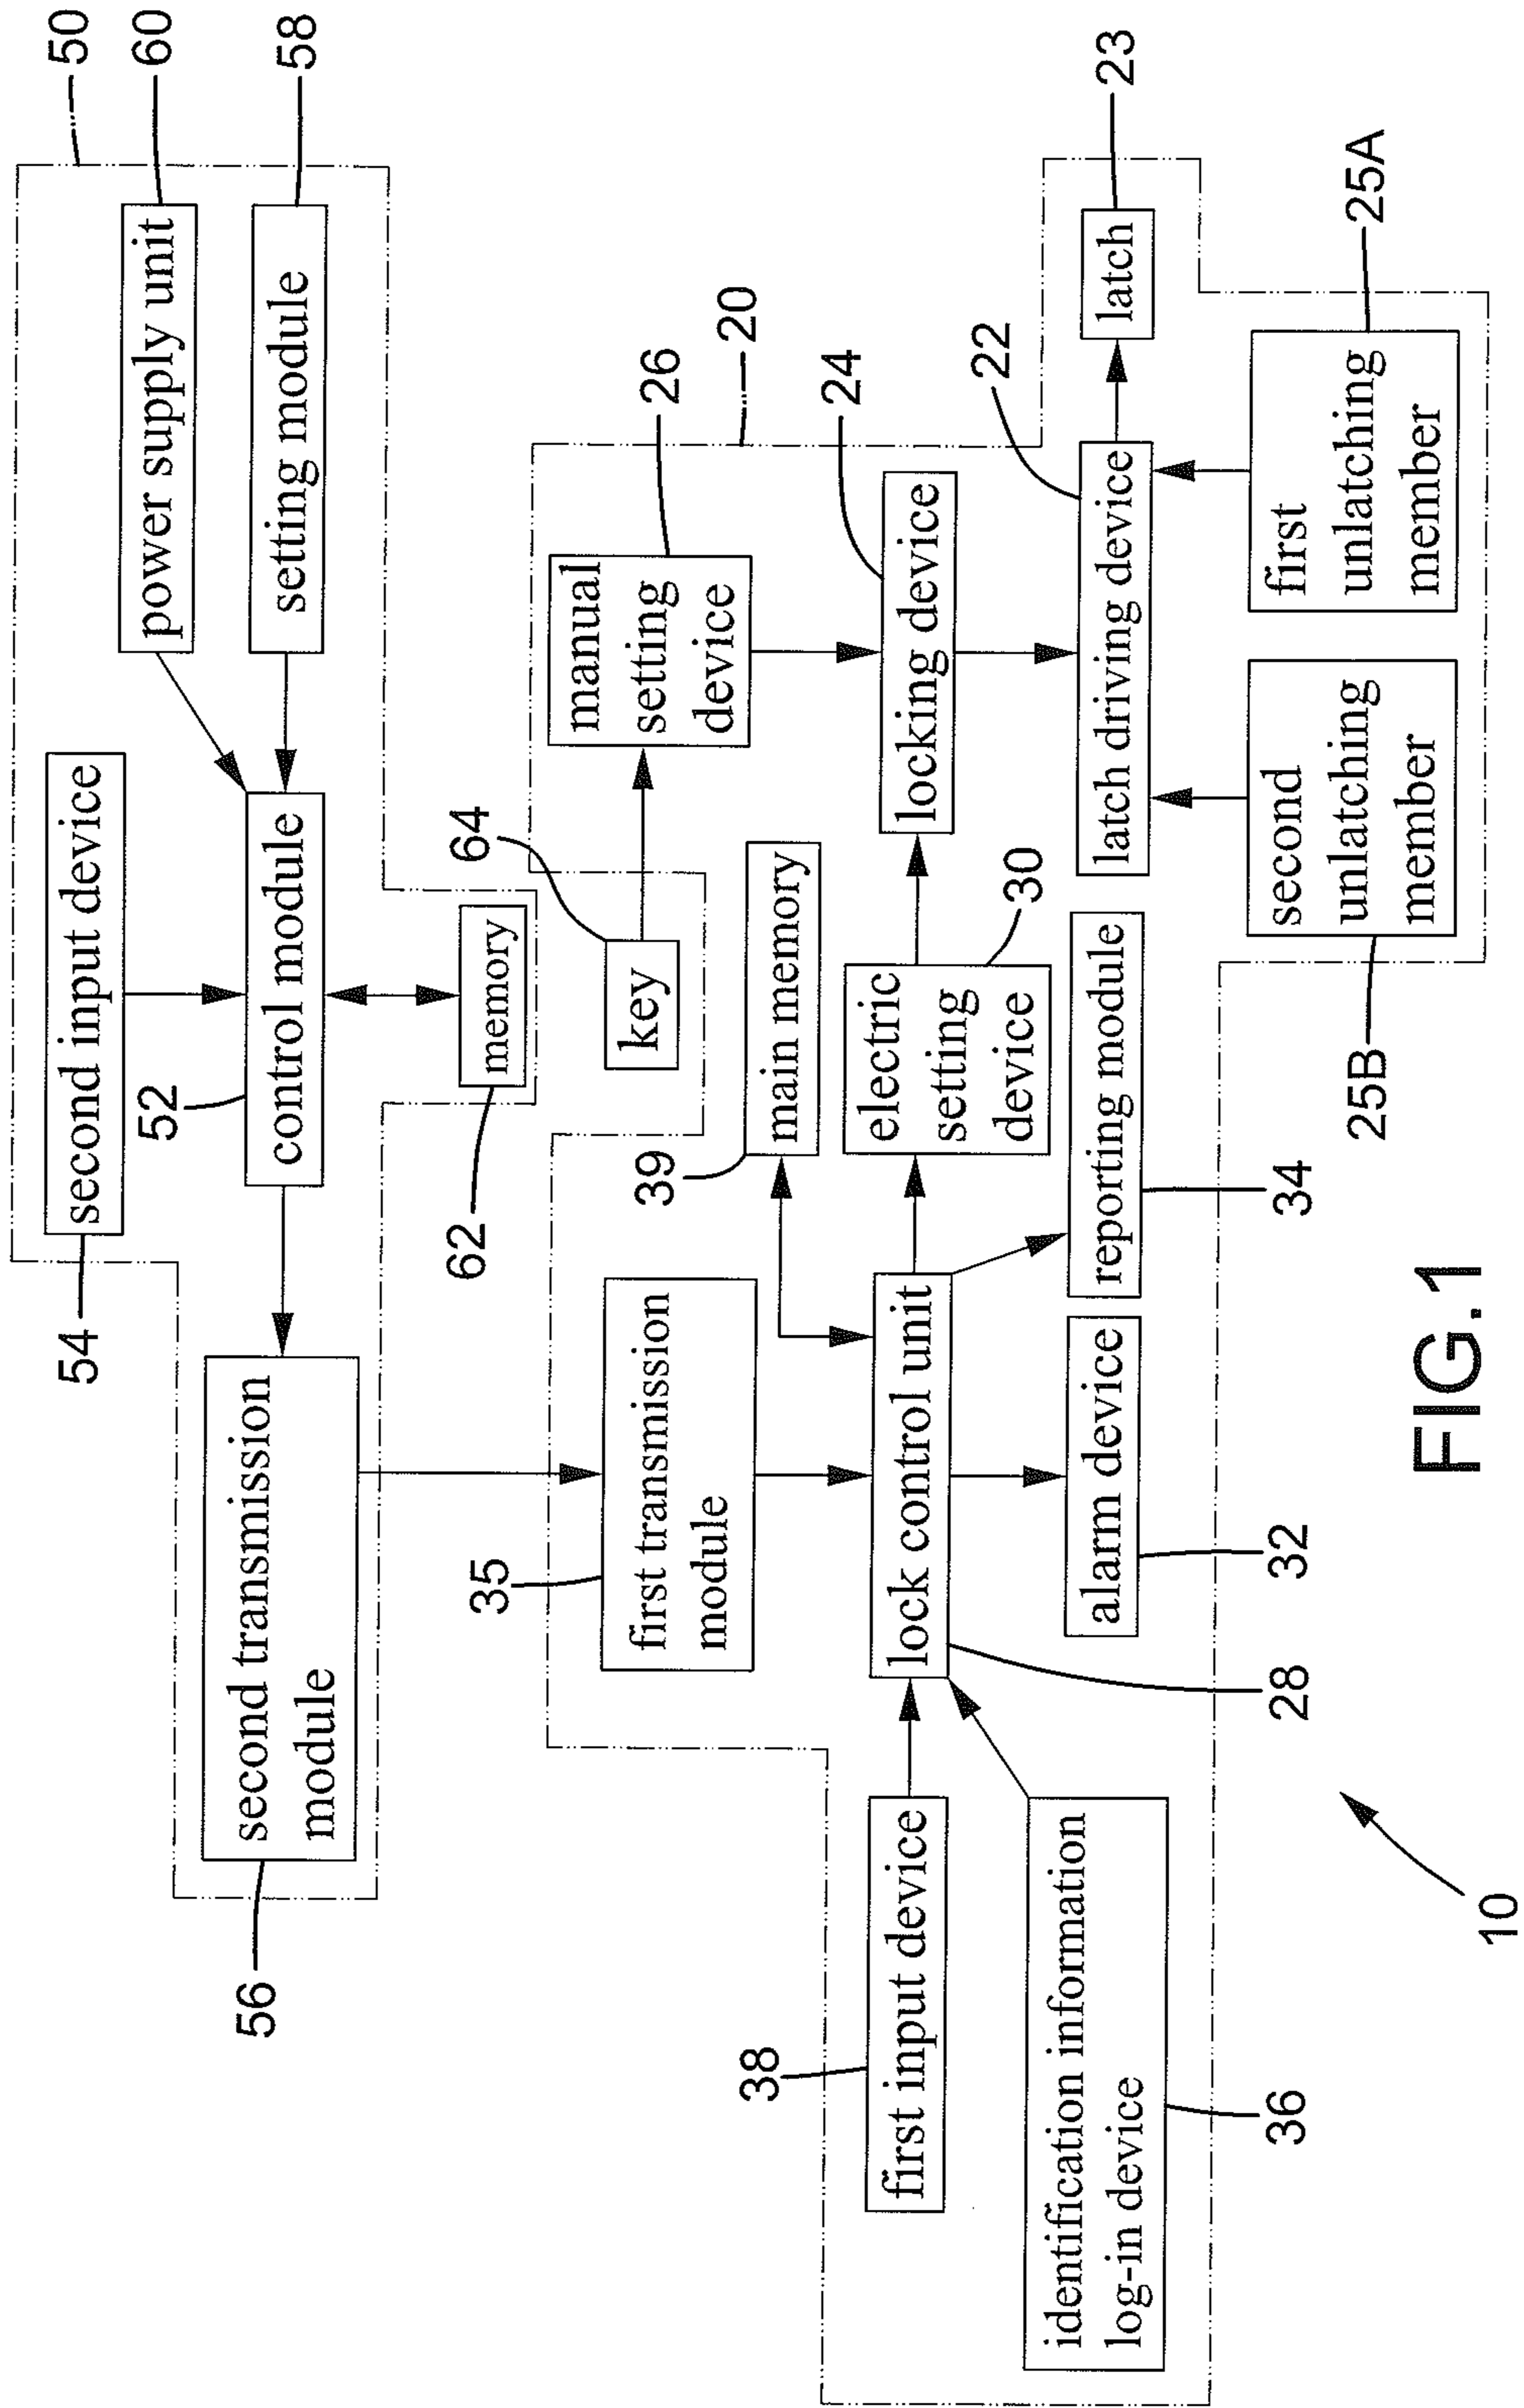 50
60
58
power supply unit
setting module
second input device
54
52
control module
memory
62
second transmission
module
56
20
key
64
manual
setting
device
26
main memory
39
first transmission
module
35
locking device
24
electric
setting
device
30
latch driving device
22
latch
23
first
unlatching
member
25A
second
unlatching
member
25B
lock control unit
28
reporting module
34
alarm device
32
first input device
38
identification information
log-in device
36
10
FIG.1